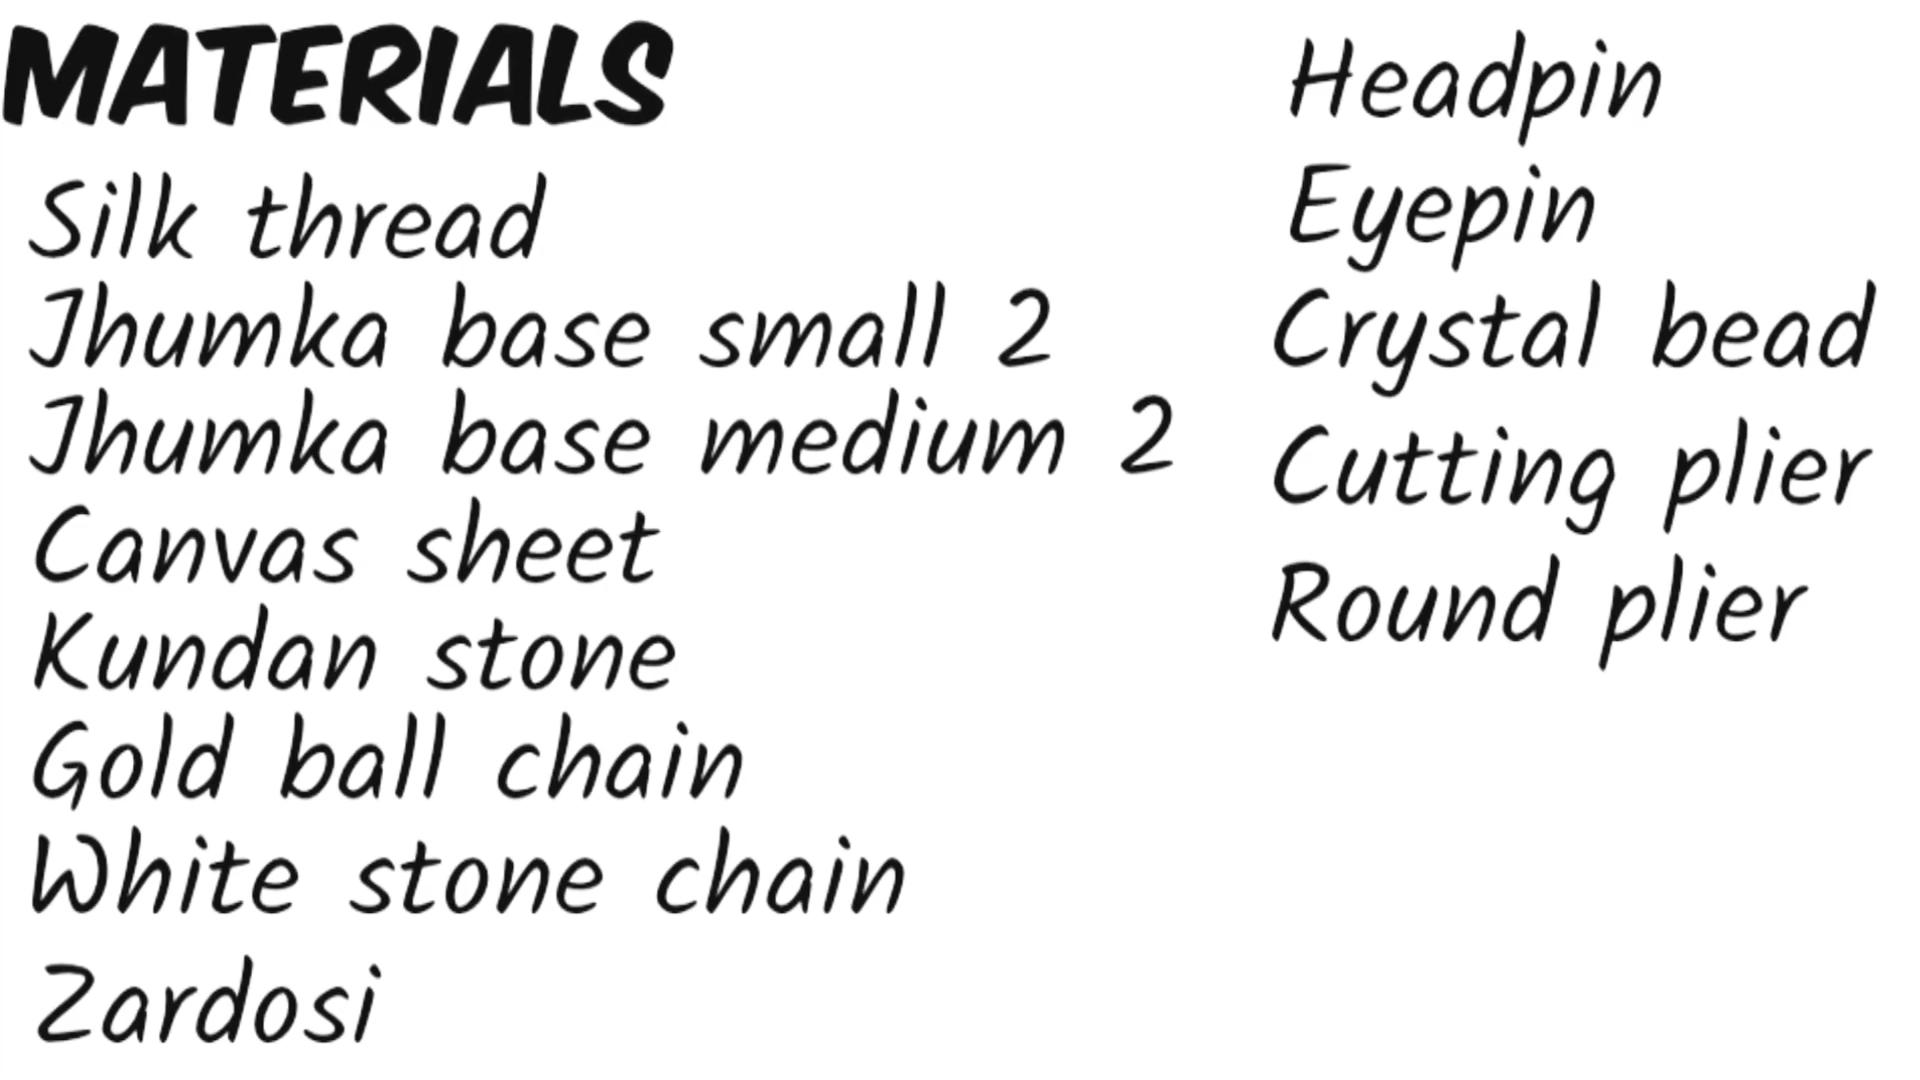 MATERIALS
Silk thread
Jhumka base small 2
Jhumka base medium 2
Canvas sheet
Kundan stone
Gold ball chain
White stone chain
Zardosi
Headpin
Eyepin
Crystal bead
Cutting plier
Round plier